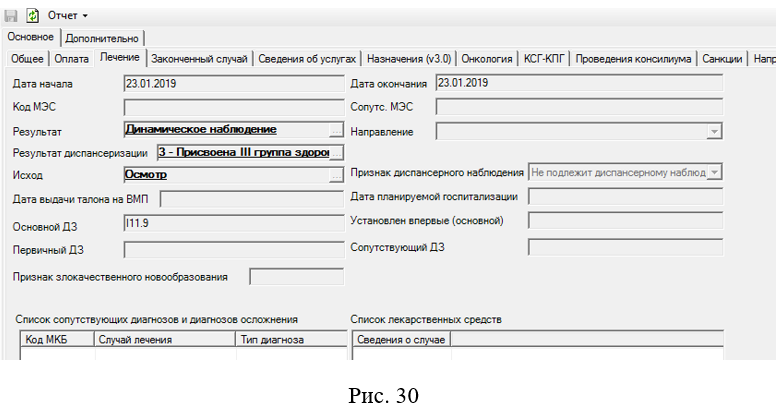 Отчет
Основное Дополнительно
Общее Оплата Лечение Законченный случай Сведения об услугах Назначения (v3.0) Онкология КСГ-КПГ Проведения консилиума Санкции Напр
Дата начала 23.01.2019 Дата окончания 23.01.2019
Код МЭС Сопутс. МЭС
Результат Динамическое наблюдение ... Направление
Результат диспансеризации 3 - Присвоена III группа здоро ...
Исход Осмотр ... Признак диспансерного наблюдения Не подлежит диспансерному наблюд
Дата выдачи талона на ВМП Дата планируемой госпитализации
Основной ДЗ I11.9 Установлен впервые (основной)
Первичный ДЗ Сопутствующий ДЗ
Признак злокачественного новообразования
Список сопутствующих диагнозов и диагнозов осложнения Список лекарственных средств
Код МКБ Случай лечения Тип диагноза Сведения о случае
Рис. 30